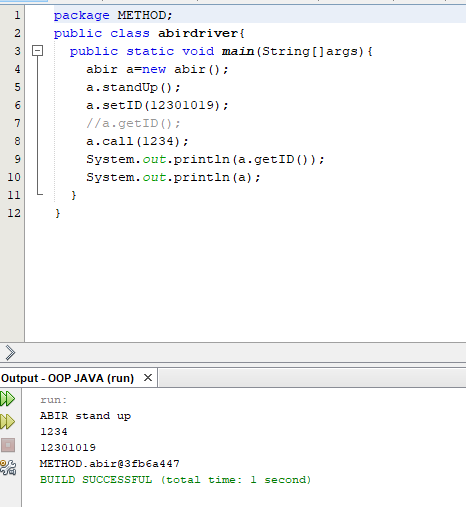 1 package METHOD;
2 public class abirdriver{
3 public static void main(String[]args){
4 abir a=new abir();
5 a.standUp();
6 a.setID(12301019);
7 //a.getID();
8 a.call(1234);
9 System.out.println(a.getID());
10 System.out.println(a);
11 }
12 }
Output - OOP JAVA (run) ×
run:
ABIR stand up
1234
12301019
METHOD.abir@3fb6a447
BUILD SUCCESSFUL (total time: 1 second)